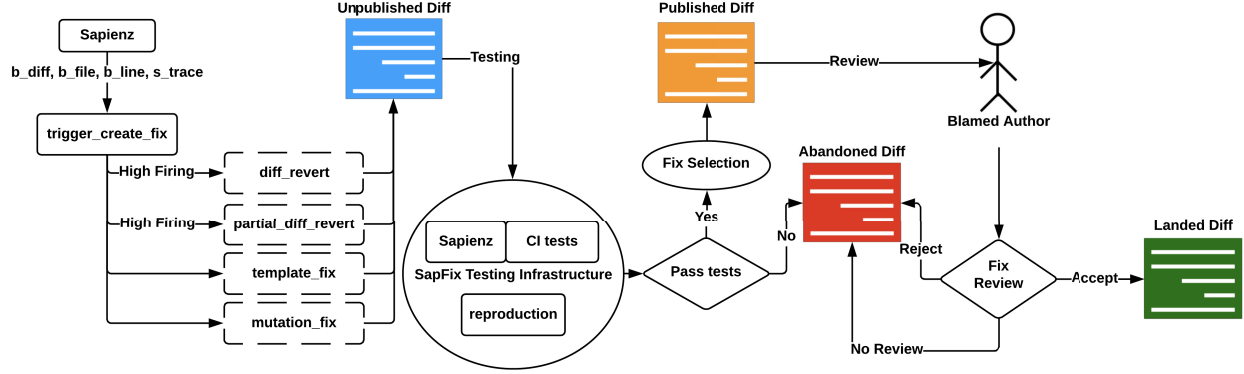 Unpublished Diff
Published Diff
Sapienz
Testing
Review
b_diff, b_file, b_line, s_trace
trigger_create_fix
Blamed Author
High Firing
diff_revert
Fix Selection
Abandoned Diff
High Firing
partial_diff_revert
Yes
No
Landed Diff
Sapienz
CI tests
Reject
template_fix
SapFix Testing Infrastructure
Pass tests
Fix
Review
Accept
mutation_fix
reproduction
No Review